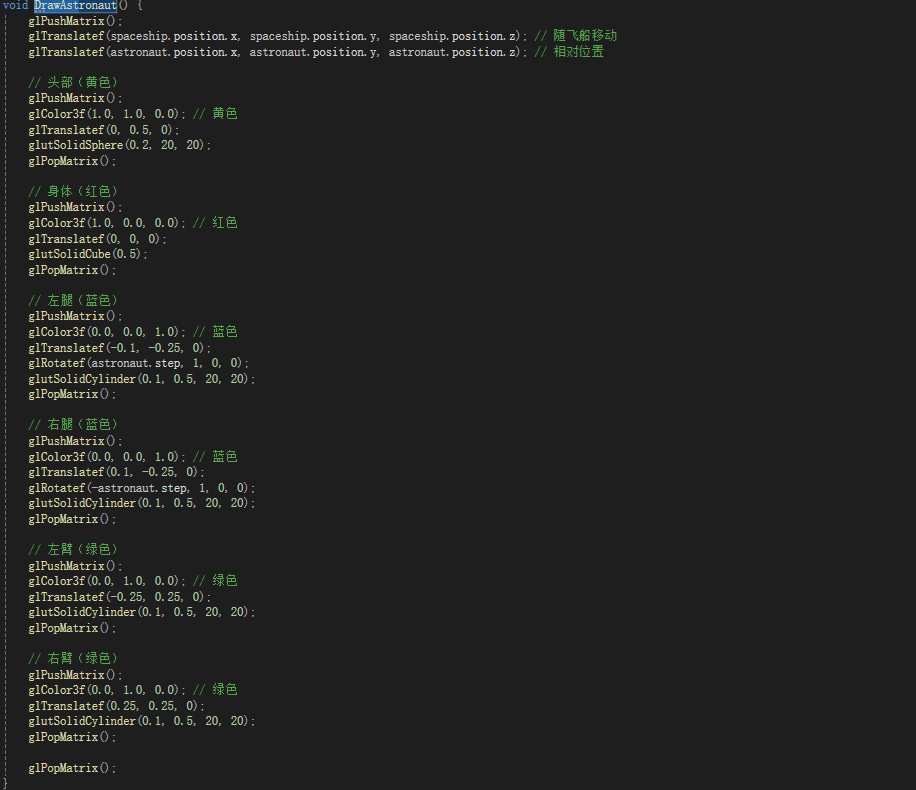 void DrawAstronaut() {
glPushMatrix();
glTranslatef(spaceship.position.x, spaceship.position.y, spaceship.position.z); // 随飞船移动
glTranslatef(astronaut.position.x, astronaut.position.y, astronaut.position.z); // 相对位置
// 头部（黄色）
glPushMatrix();
glColor3f(1.0, 1.0, 0.0); // 黄色
glTranslatef(0, 0.5, 0);
glutSolidSphere(0.2, 20, 20);
glPopMatrix();
// 身体（红色）
glPushMatrix();
glColor3f(1.0, 0.0, 0.0); // 红色
glTranslatef(0, 0, 0);
glutSolidCube(0.5);
glPopMatrix();
// 左腿（蓝色）
glPushMatrix();
glColor3f(0.0, 0.0, 1.0); // 蓝色
glTranslatef(-0.1, -0.25, 0);
glRotatef(astronaut.step, 1, 0, 0);
glutSolidCylinder(0.1, 0.5, 20, 20);
glPopMatrix();
// 右腿（蓝色）
glPushMatrix();
glColor3f(0.0, 0.0, 1.0); // 蓝色
glTranslatef(0.1, -0.25, 0);
glRotatef(-astronaut.step, 1, 0, 0);
glutSolidCylinder(0.1, 0.5, 20, 20);
glPopMatrix();
// 左臂（绿色）
glPushMatrix();
glColor3f(0.0, 1.0, 0.0); // 绿色
glTranslatef(-0.25, 0.25, 0);
glutSolidCylinder(0.1, 0.5, 20, 20);
glPopMatrix();
// 右臂（绿色）
glPushMatrix();
glColor3f(0.0, 1.0, 0.0); // 绿色
glTranslatef(0.25, 0.25, 0);
glutSolidCylinder(0.1, 0.5, 20, 20);
glPopMatrix();
glPopMatrix();
}